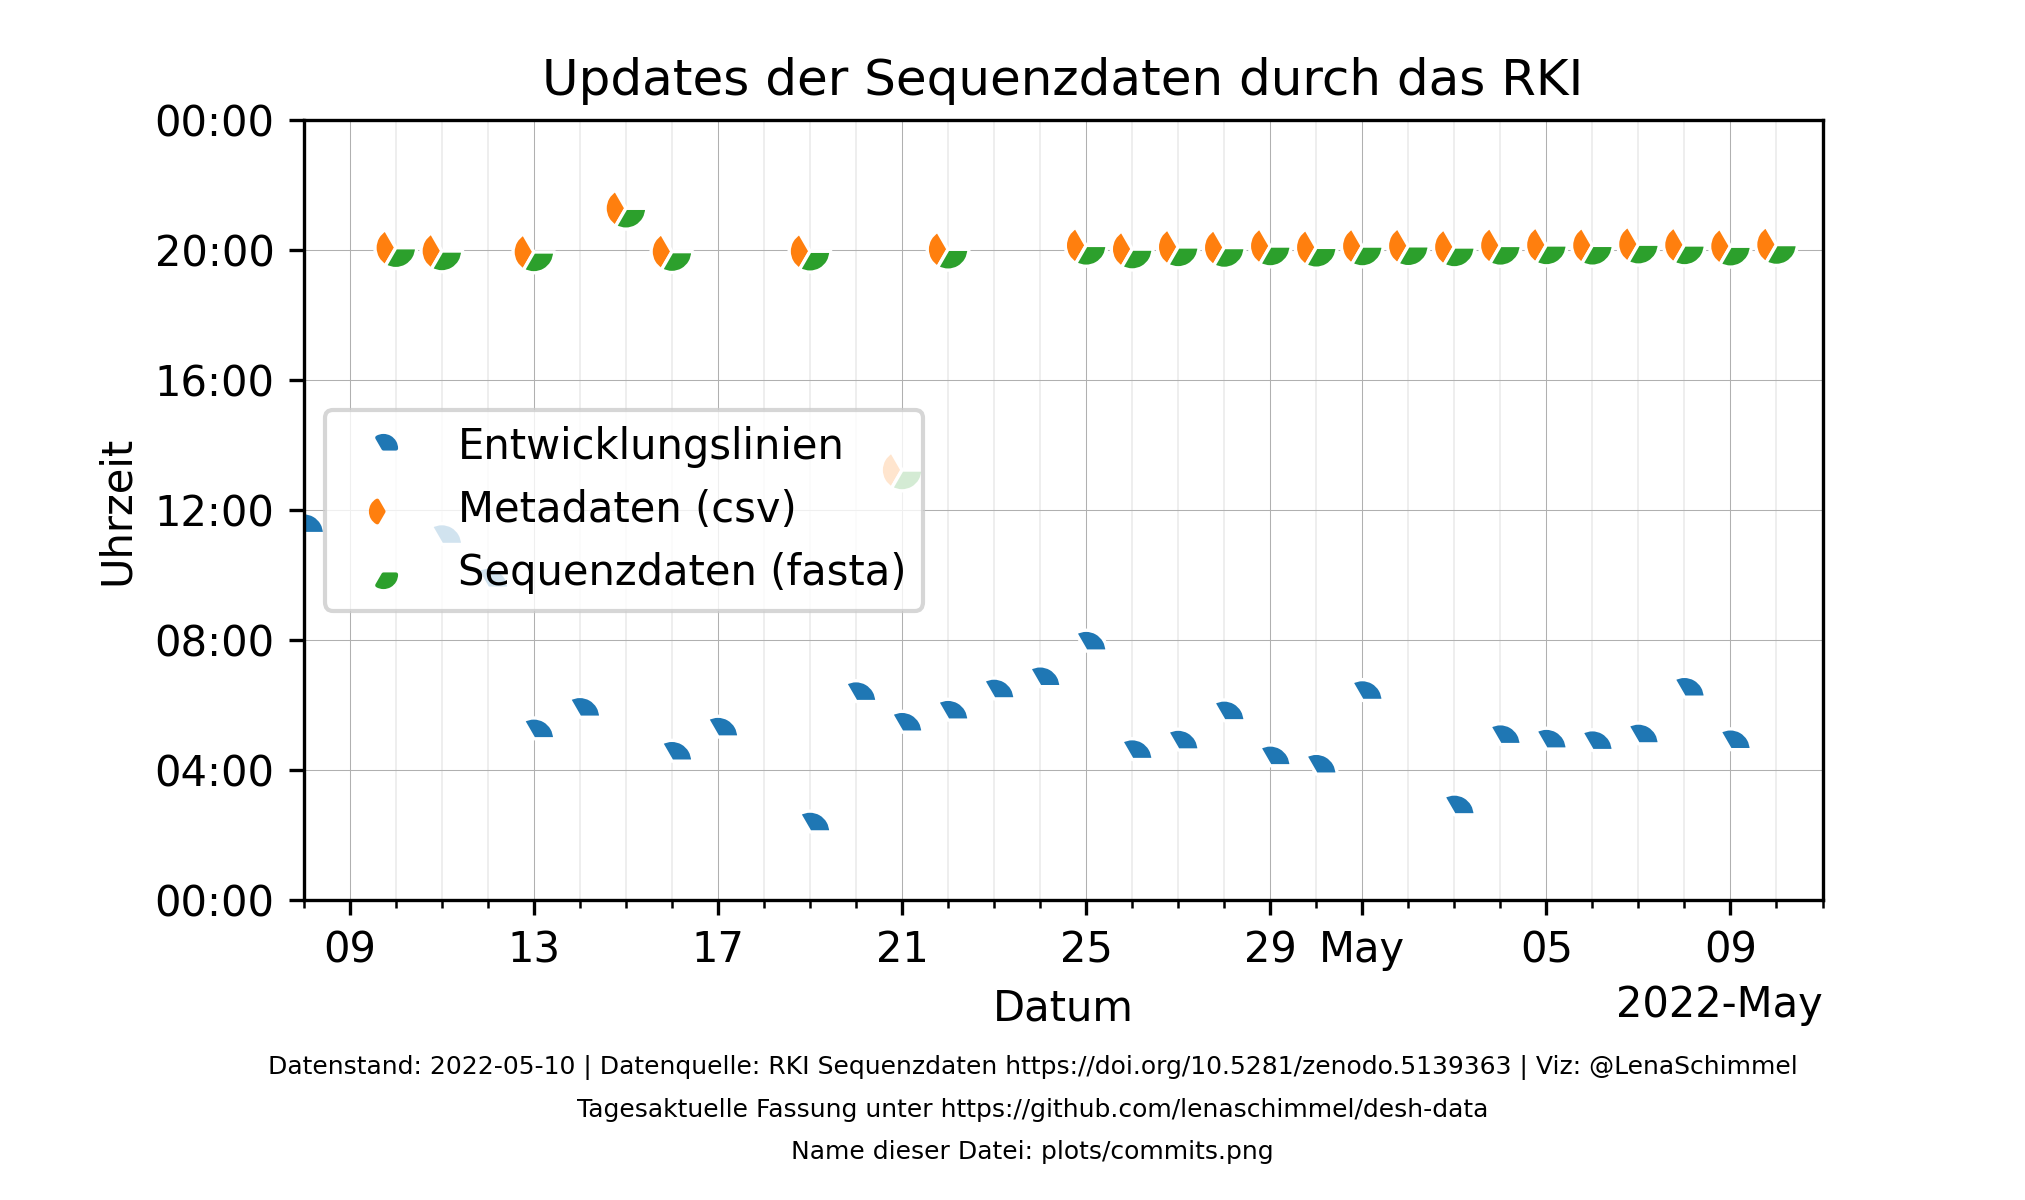 Updates der Sequenzdaten durch das RKI
00:00
20:00
16:00
12:00
08:00
04:00
00:00
Uhrzeit
Entwicklungslinien
Metadaten (csv)
Sequenzdaten (fasta)
09 13 17 21 25 29 May 05 09
Datum
2022-May
Datenstand: 2022-05-10 | Datenquelle: RKI Sequenzdaten https://doi.org/10.5281/zenodo.5139363 | Viz: @LenaSchimmel
Tagesaktuelle Fassung unter https://github.com/lenaschimmel/desh-data
Name dieser Datei: plots/commits.png